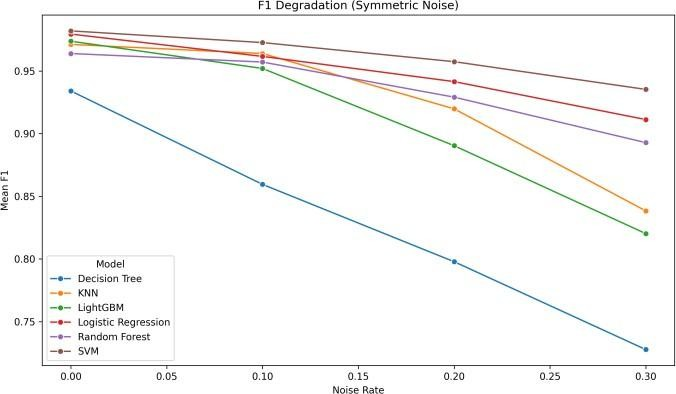 F1 Degradation (Symmetric Noise)
Mean F1
0.95
0.90
0.85
0.80
0.75
Model
Decision Tree
KNN
LightGBM
Logistic Regression
Random Forest
SVM
0.00 0.05 0.10 0.15 0.20 0.25 0.30
Noise Rate